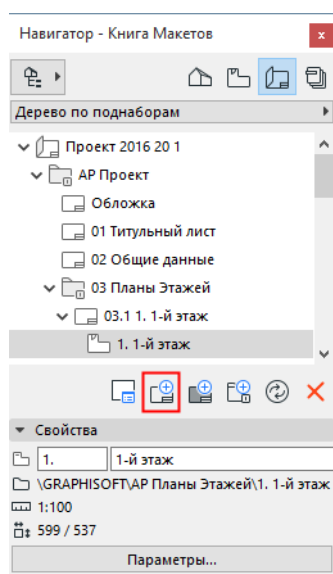 Навигатор - Книга Макетов
x
Дерево по поднаборам
Проект 2016 20 1
АР Проект
Обложка
01 Титульный лист
02 Общие данные
03 Планы Этажей
03.1 1. 1-й этаж
1. 1-й этаж
Свойства
1. 1-й этаж
\GRAPHISOFT\АР Планы Этажей\1. 1-й этаж
1:100
599 / 537
Параметры...